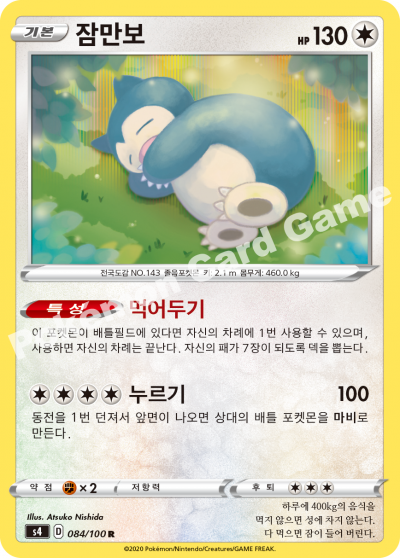 기본 잠만보 HP 130
전국도감 NO.143 졸음포켓몬 키: 2.1m 몸무게: 460.0kg
특성 먹어두기
이 포켓몬이 배틀필드에 있다면 자신의 차례에 1번 사용할 수 있으며,
사용하면 자신의 차례는 끝난다. 자신의 패가 7장이 되도록 덱을 뽑는다.
누르기 100
동전을 1번 던져서 앞면이 나오면 상대의 배틀 포켓몬을 마비로
만든다.
약점 ×2 저항력 후퇴
Illus. Atsuko Nishida
s4 D 084/100 R
하루에 400kg의 음식을
먹지 않으면 성에 차지 않는다.
다 먹으면 잠이 들어 버린다.
©2020 Pokémon/Nintendo/Creatures/GAME FREAK.
Pokémon Card Game